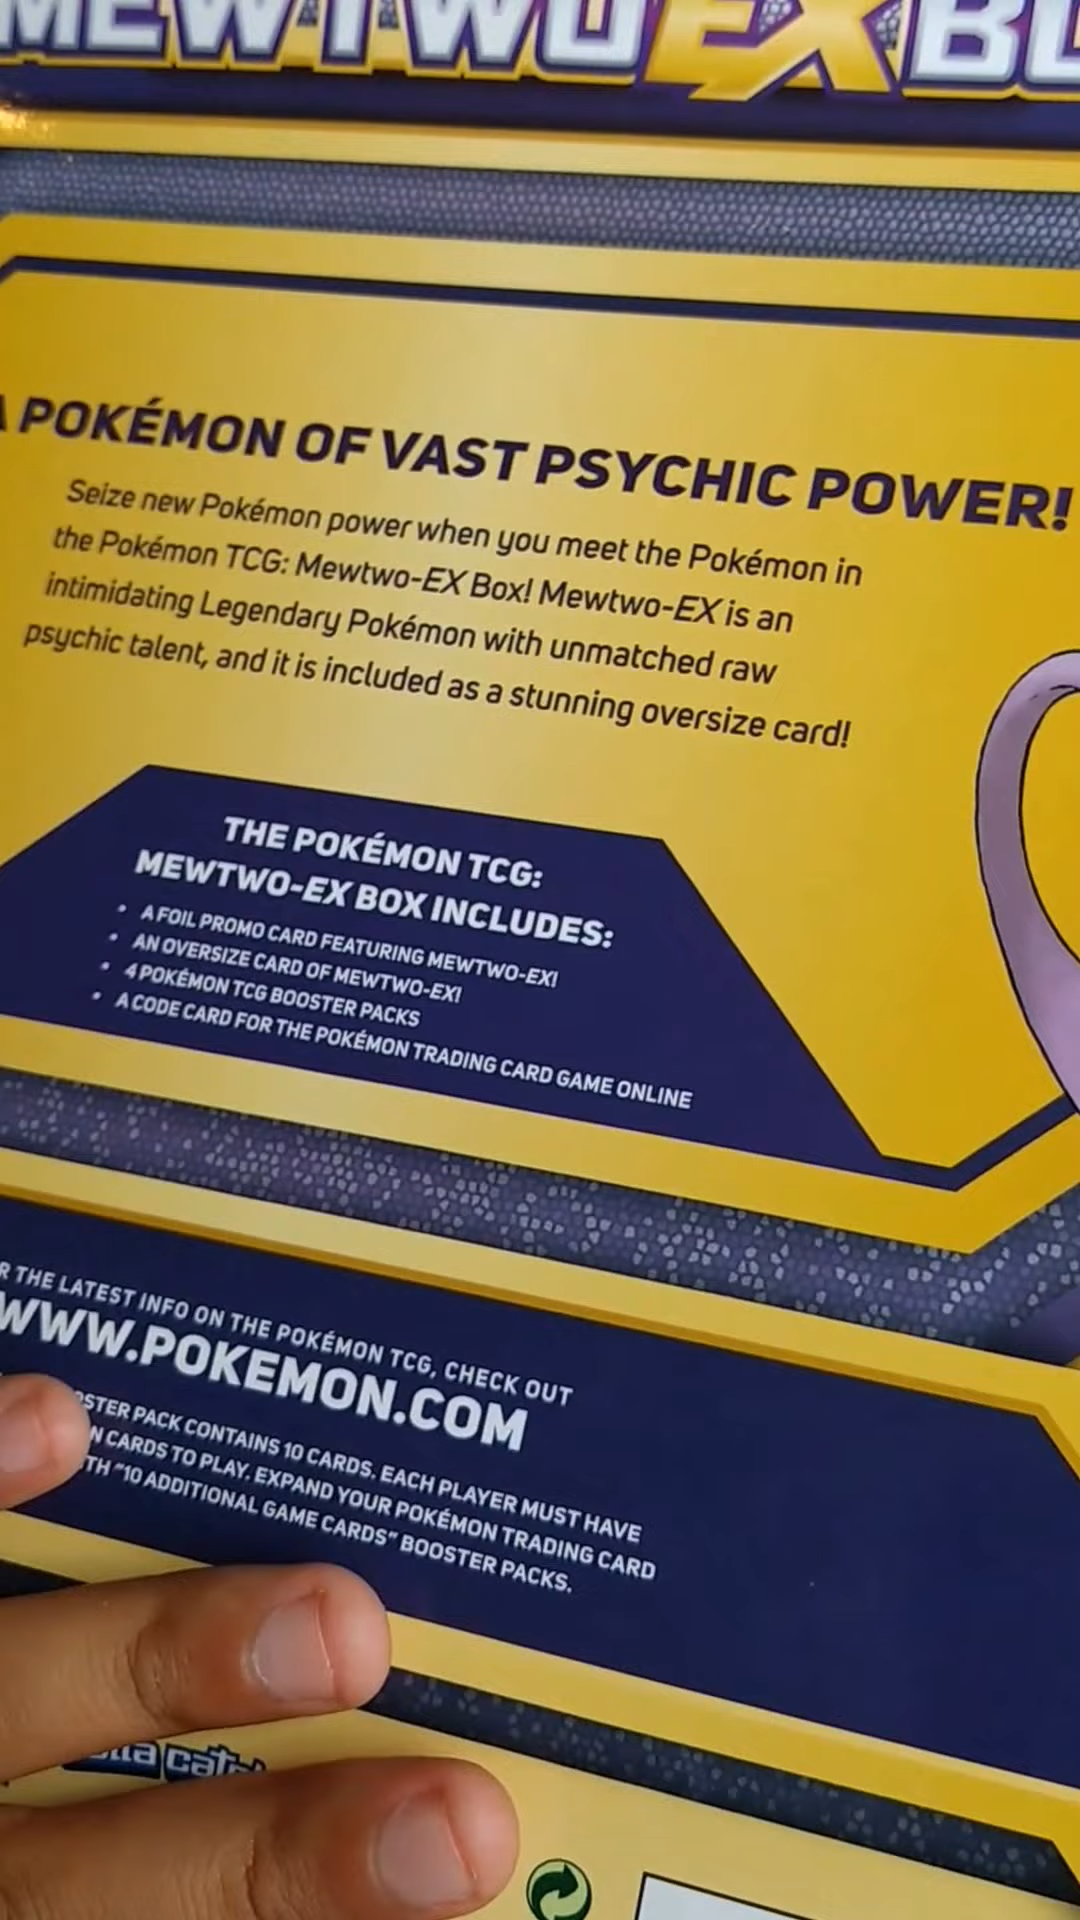 MEWTWO EX
A POKÉMON OF VAST PSYCHIC POWER!
Seize new Pokémon power when you meet the Pokémon in
the Pokémon TCG: Mewtwo-EX Box! Mewtwo-EX is an
intimidating Legendary Pokémon with unmatched raw
psychic talent, and it is included as a stunning oversize card!
THE POKÉMON TCG:
MEWTWO-EX BOX INCLUDES:
• A FOIL PROMO CARD FEATURING MEWTWO-EX!
• AN OVERSIZE CARD OF MEWTWO-EX!
• 4 POKÉMON TCG BOOSTER PACKS
• A CODE CARD FOR THE POKÉMON TRADING CARD GAME ONLINE
THE LATEST INFO ON THE POKÉMON TCG, CHECK OUT
WWW.POKEMON.COM
PACK CONTAINS 10 CARDS. EACH PLAYER MUST HAVE
CARDS TO PLAY. EXPAND YOUR POKÉMON TRADING CARD
"10 ADDITIONAL GAME CARDS" BOOSTER PACKS.